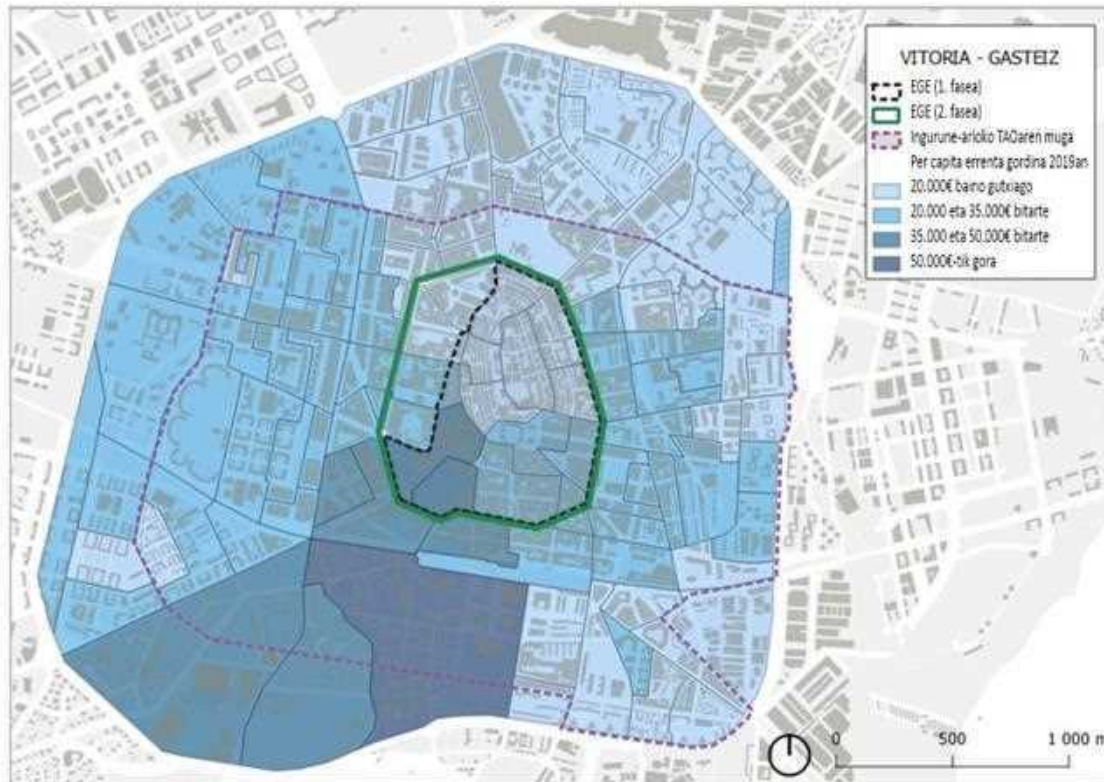 VITORIA - GASTEIZ
EGE (1. fasea)
EGE (2. fasea)
Ingurune-arloko TAOaren muga
Per capita errenta gordina 2019an
20.000€ baino gutxiago
20.000 eta 35.000€ bitarte
35.000 eta 50.000€ bitarte
50.000€-tik gora
0 500 1 000 m